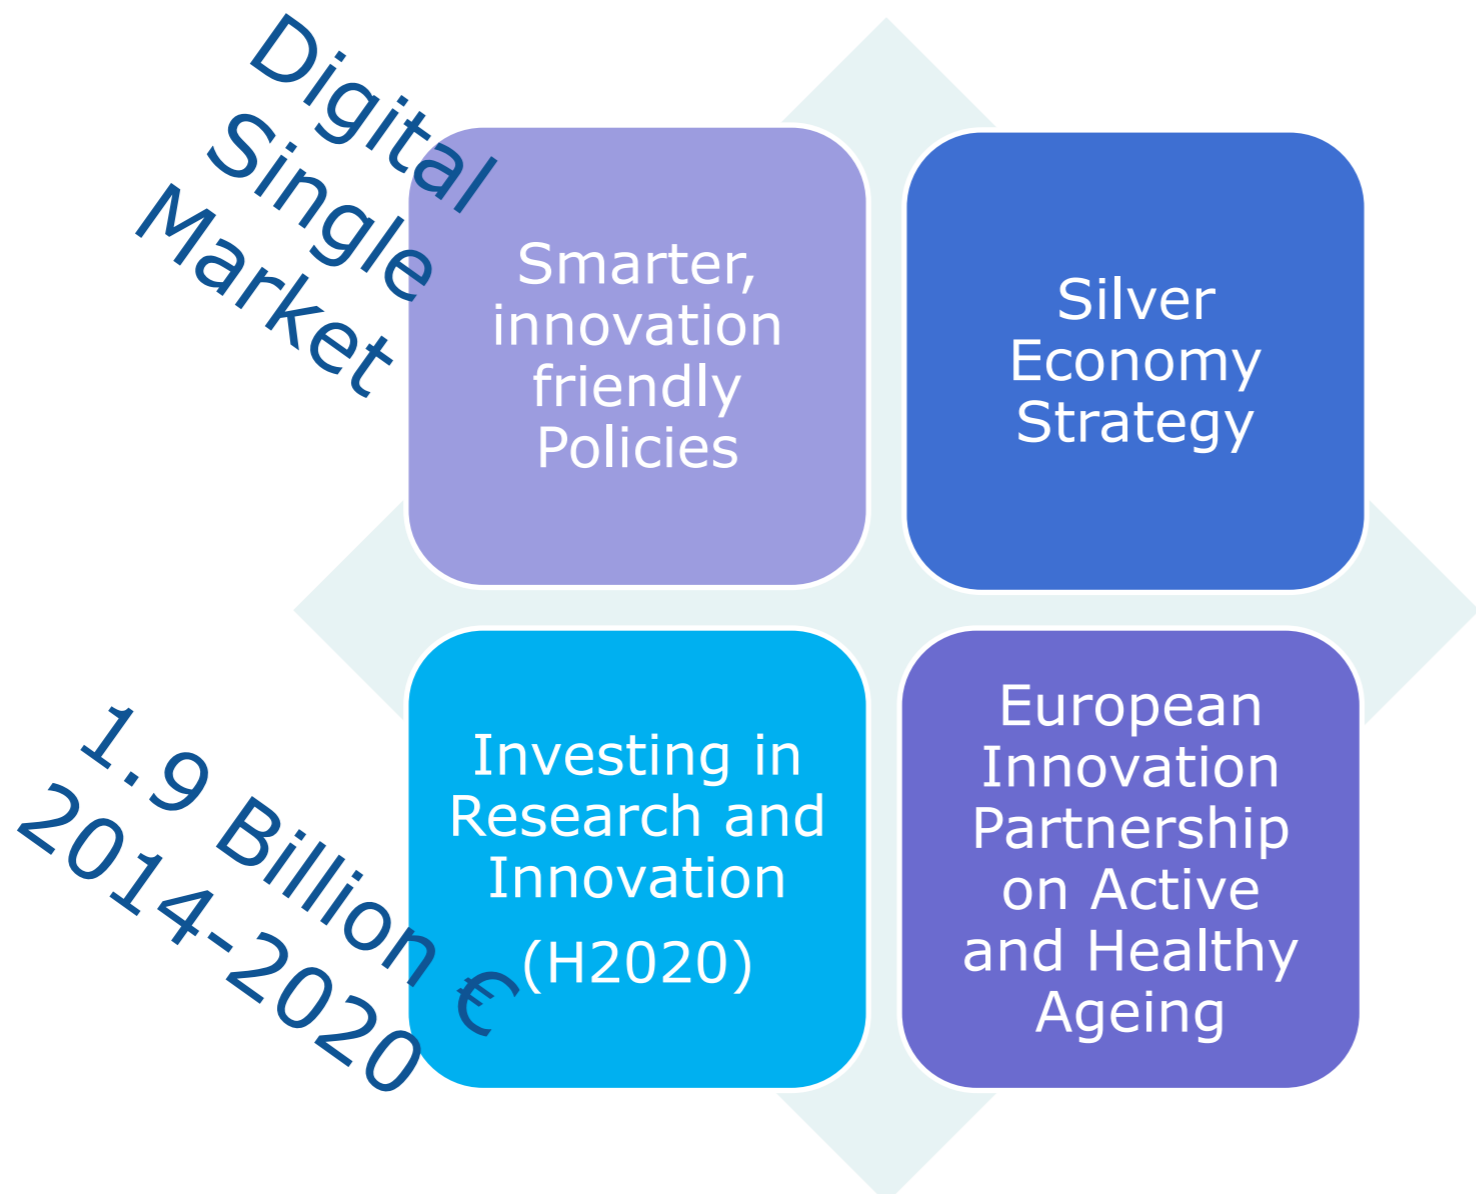 Digital
Single
Market
Smarter,
innovation
friendly
Policies
Silver
Economy
Strategy
1.9 Billion €
2014-2020
Investing in
Research and
Innovation
(H2020)
European
Innovation
Partnership
on Active
and Healthy
Ageing